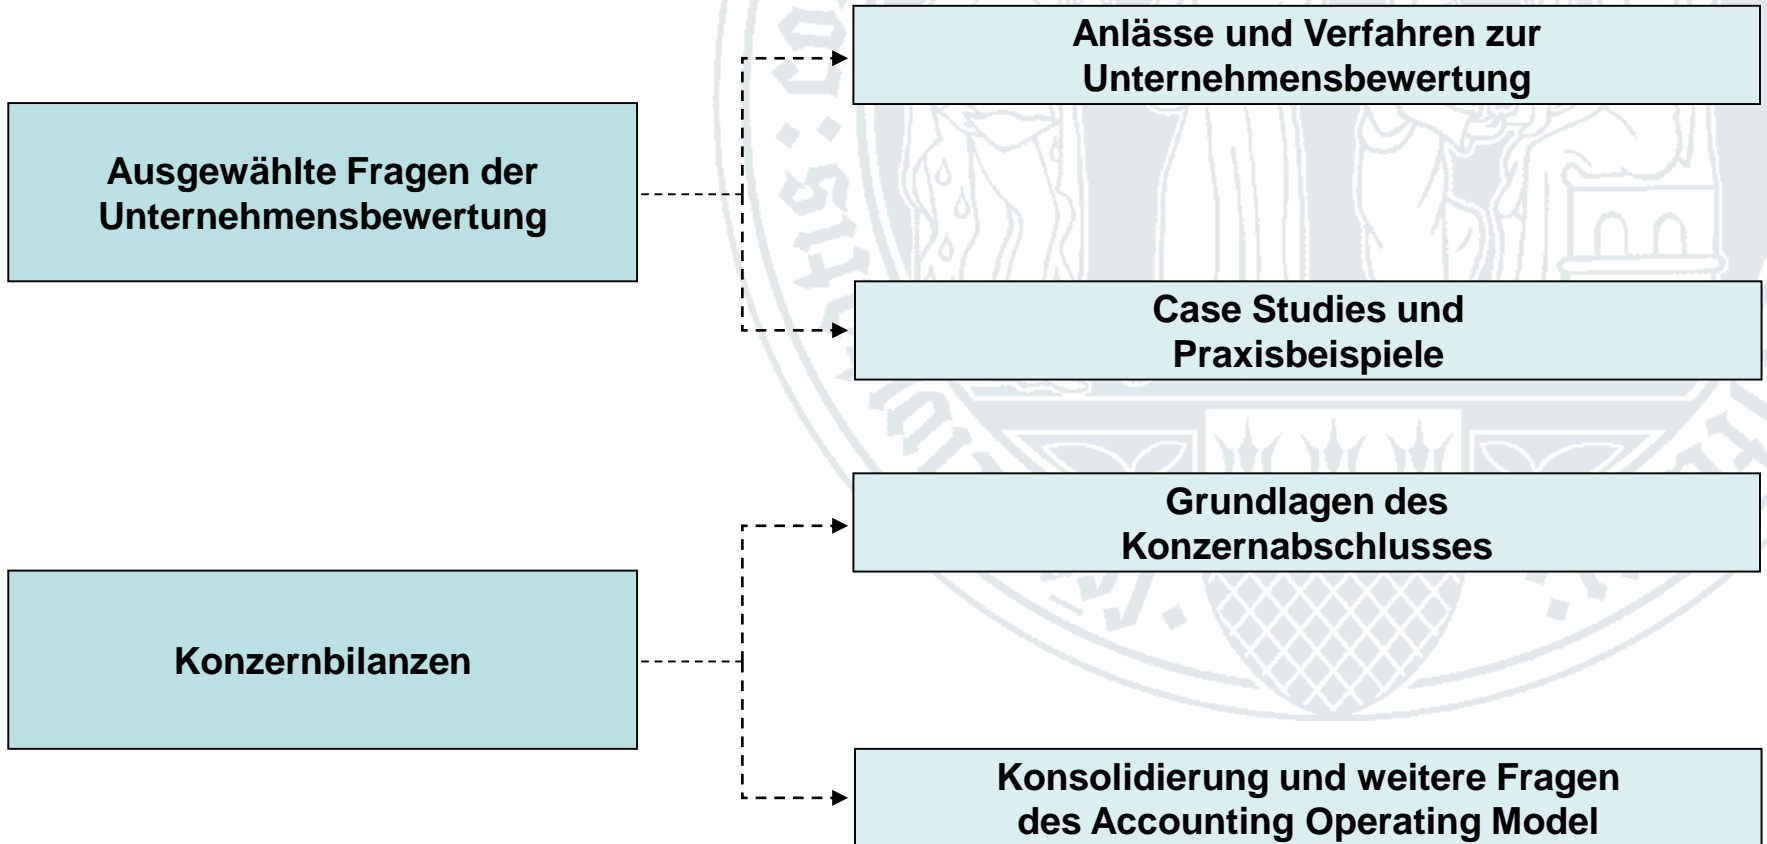 Anlässe und Verfahren zur
Unternehmensbewertung
Ausgewählte Fragen der
Unternehmensbewertung
Case Studies und
Praxisbeispiele
Grundlagen des
Konzernabschlusses
Konzernbilanzen
Konsolidierung und weitere Fragen
des Accounting Operating Model